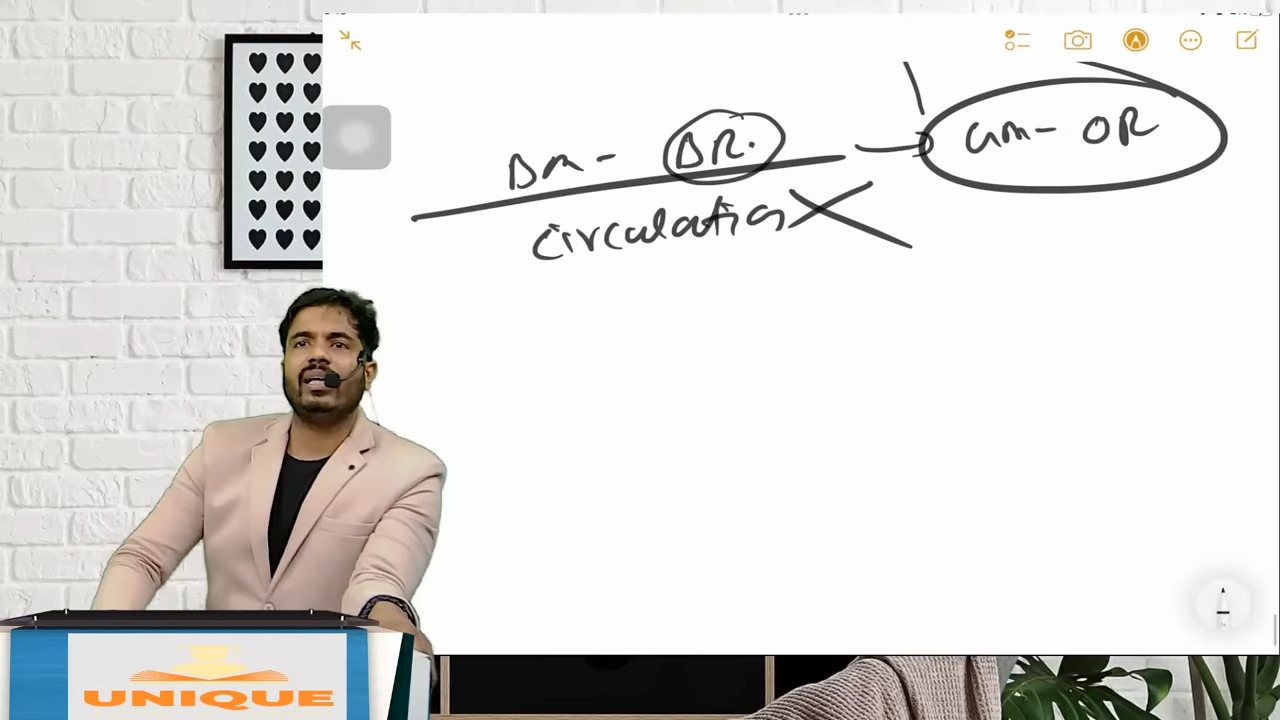 BM - BR.
GM- OR
circulation
UNIQUE